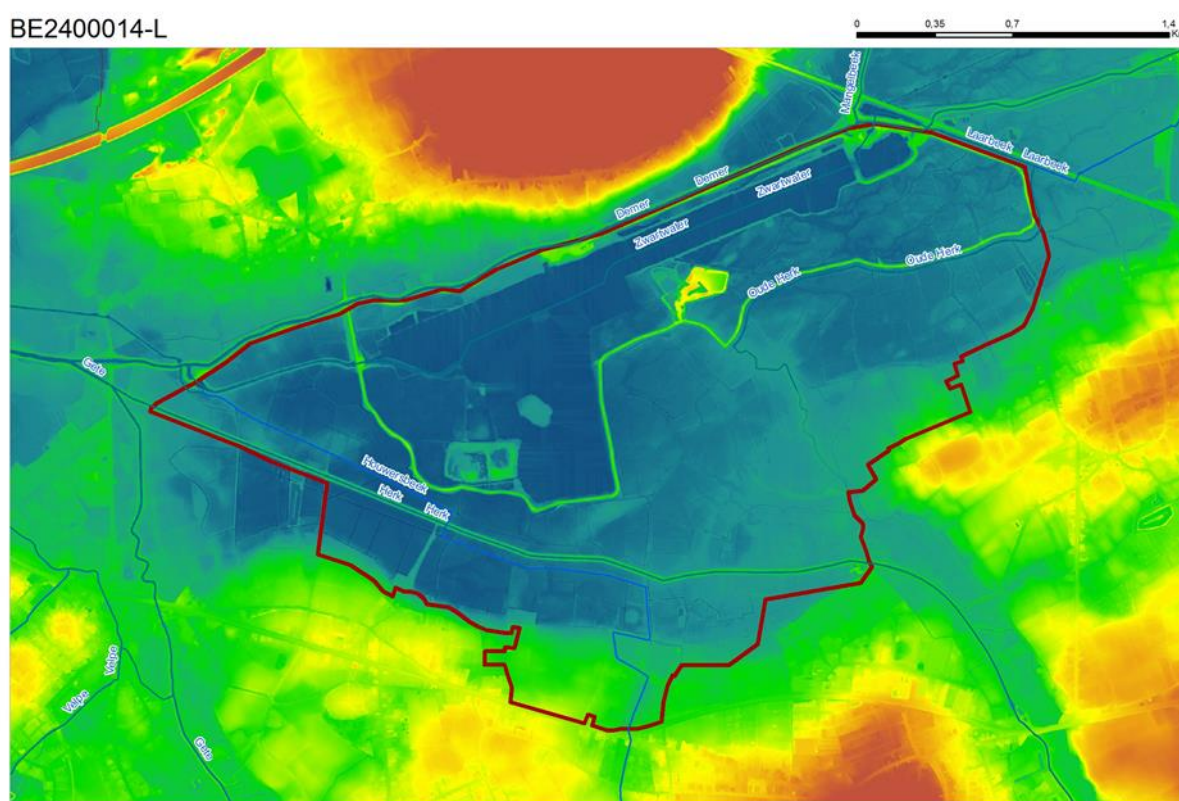 BE2400014-L
0 0,35 0,7 1,4
Mangelbeek
Laarbeek Laarbeek
Demer
Zwartwater
Demer
Zwartwater
Oude Herk
Oude Herk
Gete
Houwersbeek
Herk
Herk
Velpe
Velpe
Gete